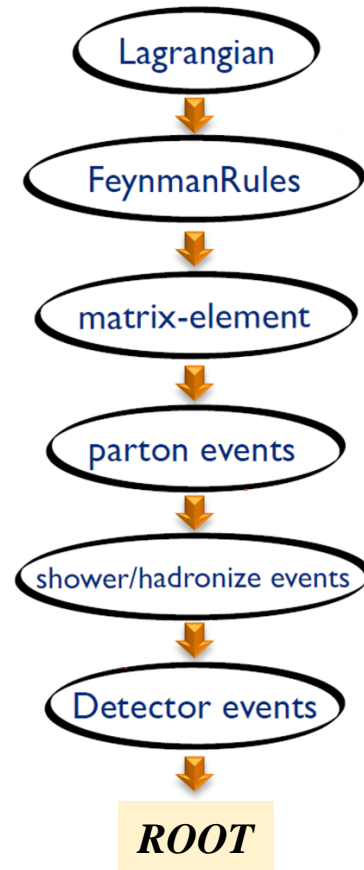 Lagrangian
FeynmanRules
matrix-element
parton events
shower/hadronize events
Detector events
ROOT